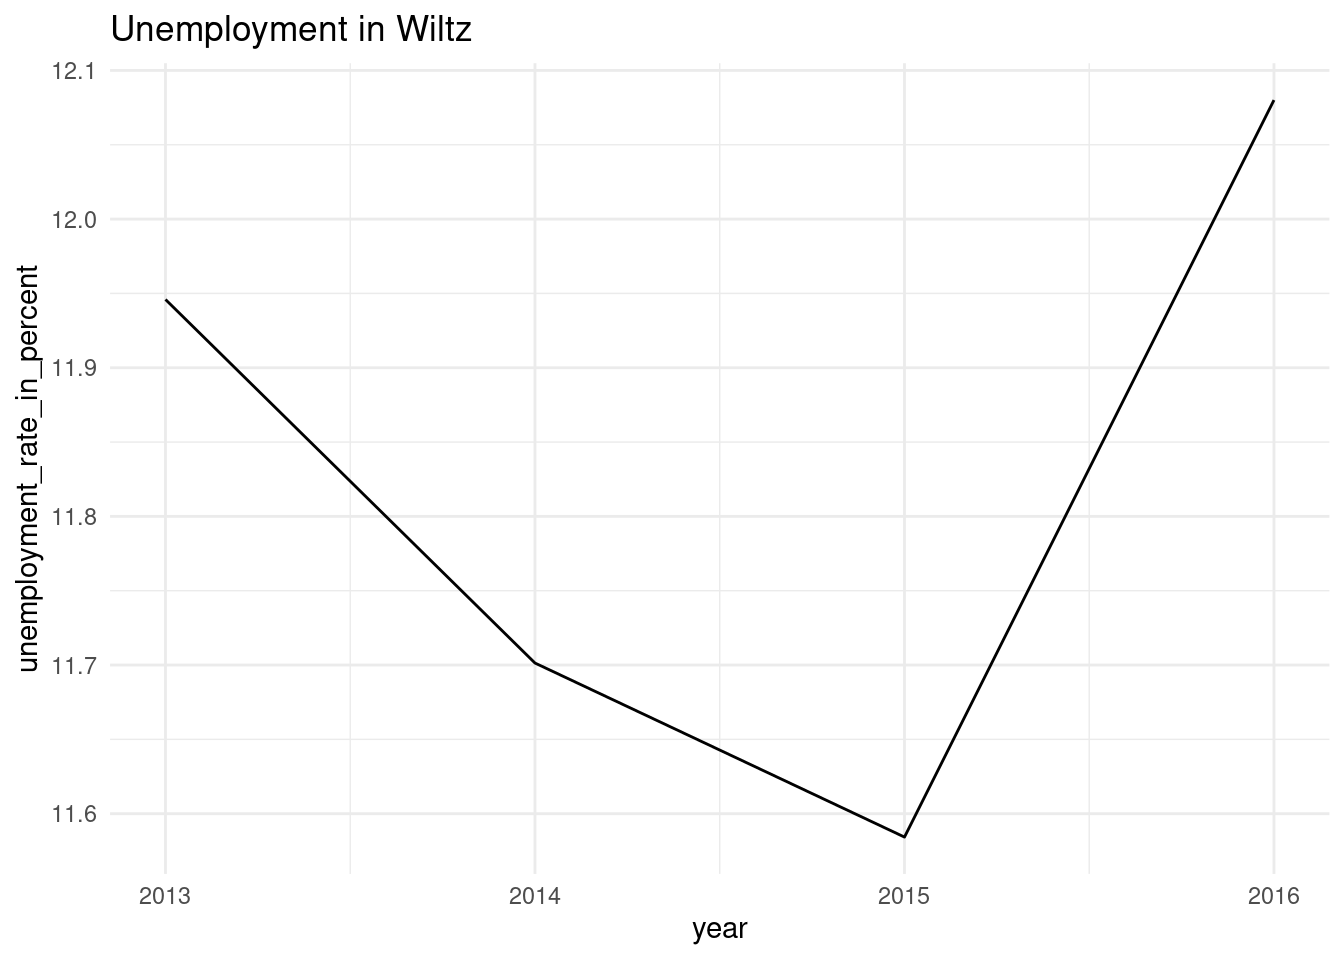 Unemployment in Wiltz
unemployment_rate_in_percent
12.1
12.0
11.9
11.8
11.7
11.6
2013 2014 2015 2016
year